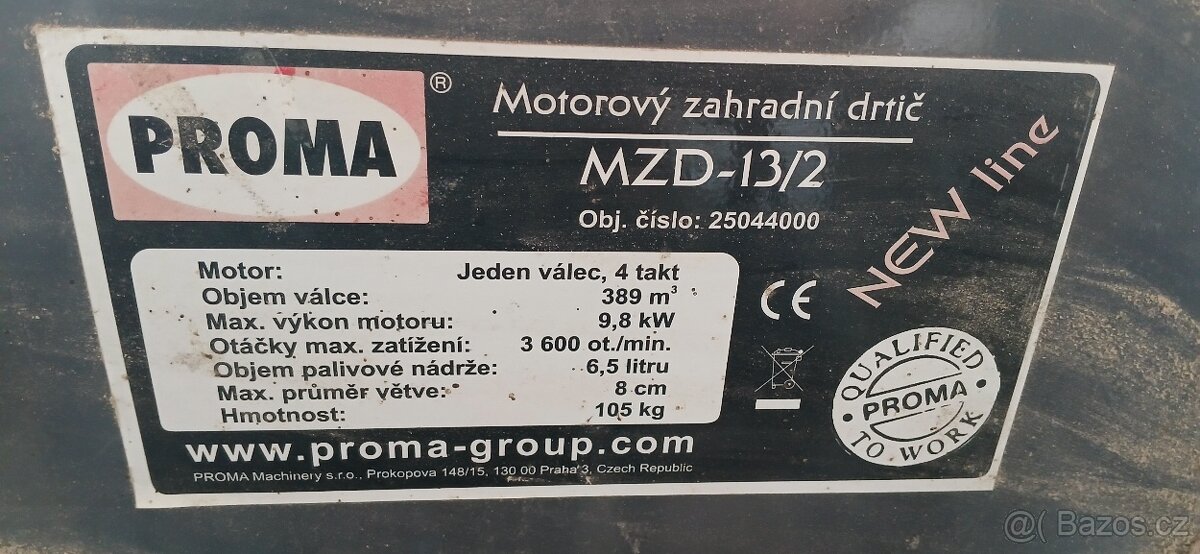 PROMA ®
Motorový zahradní drtič
MZD-13/2
Obj. číslo: 25044000
NEW line
Motor: Jeden válec, 4 takt
Objem válce: 389 m³
Max. výkon motoru: 9,8 kW
Otáčky max. zatížení: 3 600 ot./min.
Objem palivové nádrže: 6,5 litru
Max. průměr větve: 8 cm
Hmotnost: 105 kg
CE
QUALIFIED
PROMA
TO WORK
www.proma-group.com
PROMA Machinery s.r.o., Prokopova 148/15, 130 00 Praha 3, Czech Republic
@( Bazos.cz